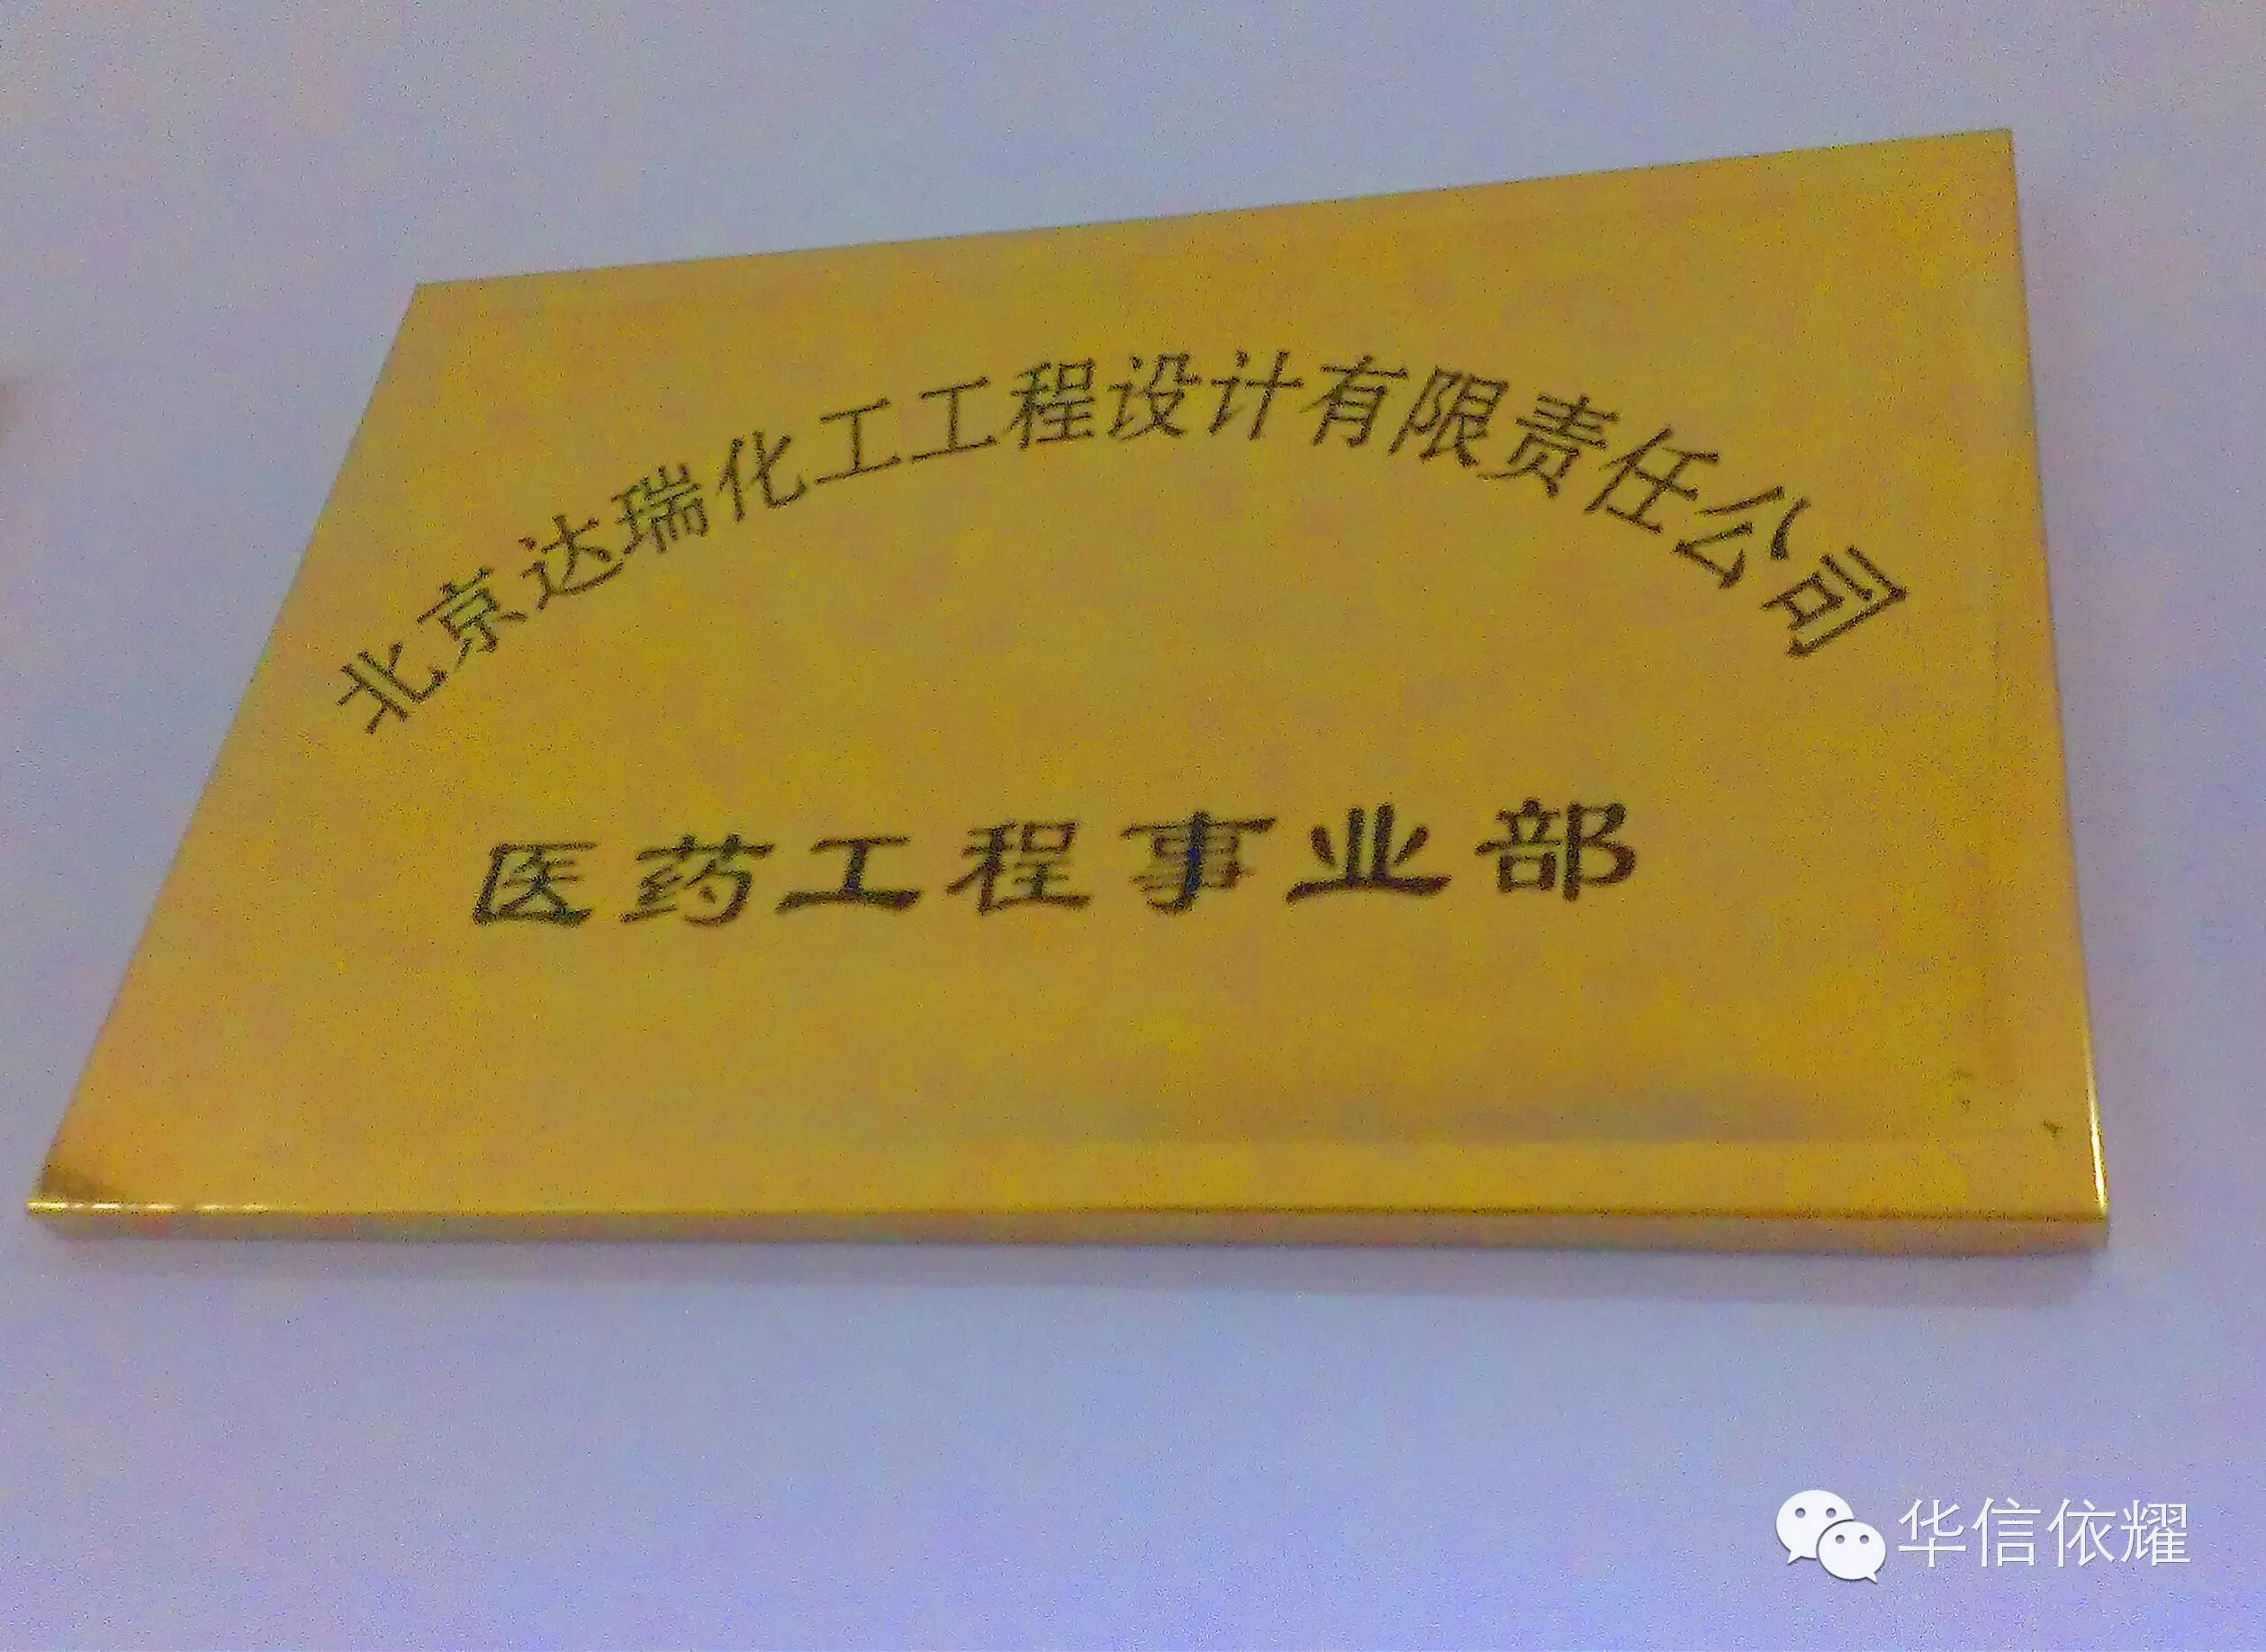 北京达瑞化工工程设计有限责任公司
医药工程事业部
华信依耀